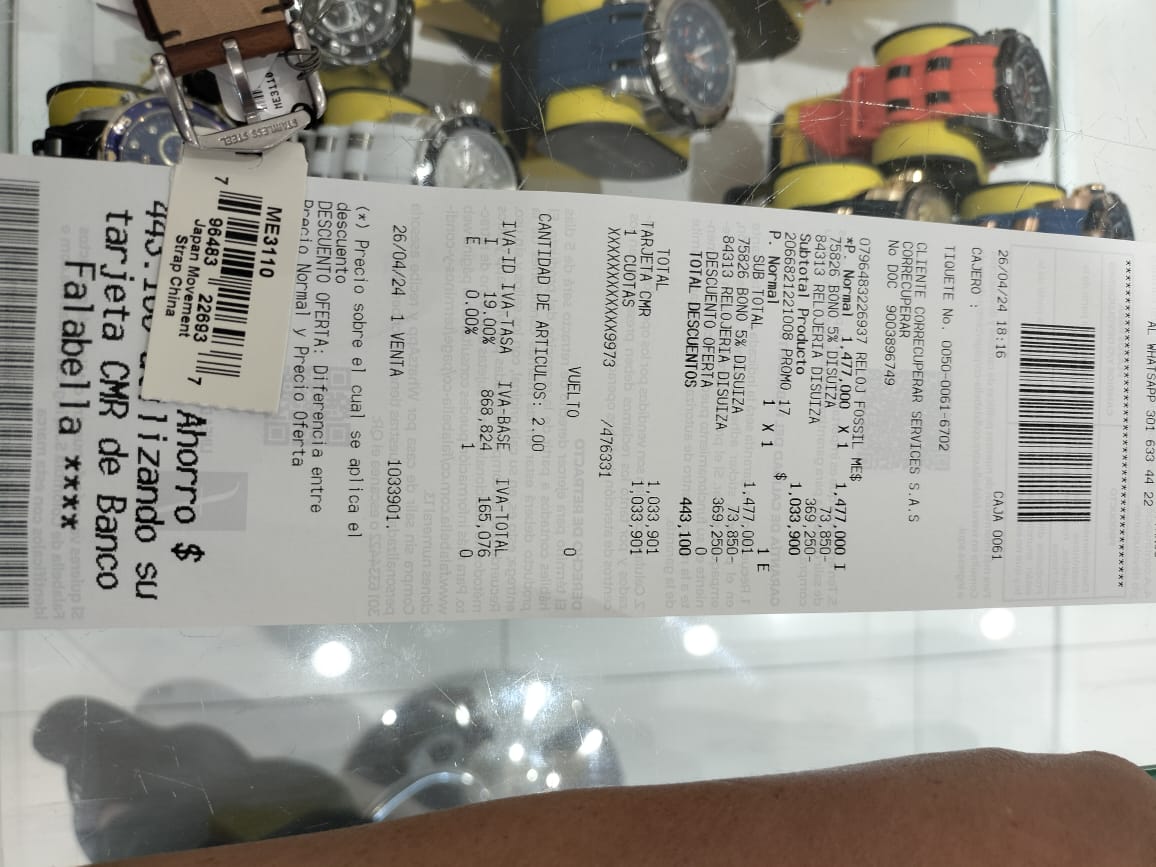 AL WHATSAPP 301 633 44 22
26/04/24 18:16 CAJA 0061
CAJERO :
TIQUETE No. 0050-0061-6702
CLIENTE CORRECUPERAR SERVICES S.A.S
CORRECUPERAR
No DOC 9003896749
0796483226937 RELOJ FOSSIL ME$
*P. Normal 1,477,000 X 1 1,477,000 I
75826 BONO 5% DISUIZA 73,850-
84313 RELOJERIA DISUIZA 369,250-
Subtotal Producto 1,033,900
2066821221008 PROMO 17 $
P. Normal 1 X 1 1 E
SUB TOTAL 1,477,001
75826 BONO 5% DISUIZA 73,850-
84313 RELOJERIA DISUIZA 369,250-
DESCUENTO OFERTA 0
TOTAL DESCUENTOS 443,100
TOTAL 1,033,901
TARJETA CMR 1,033,901
1 CUOTAS
XXXXXXXXXXXX9973 /476331
VUELTO 0
CANTIDAD DE ARTICULOS: 2.00
IVA-ID IVA-TASA IVA-BASE IVA-TOTAL
I 19.00% 868,824 165,076
E 0.00% 1 0
26/04/24 1 VENTA 1033901.
(*) Precio sobre el cual se aplica el
descuento
DESCUENTO OFERTA: Diferencia entre
Precio Normal y Precio Oferta
Ahorro $
lizando su
tarjeta CMR de Banco
Falabella ****
ME3110
7 96483 22693 7
Japan Movement
Strap China
STAINLESS STEEL
ME3110